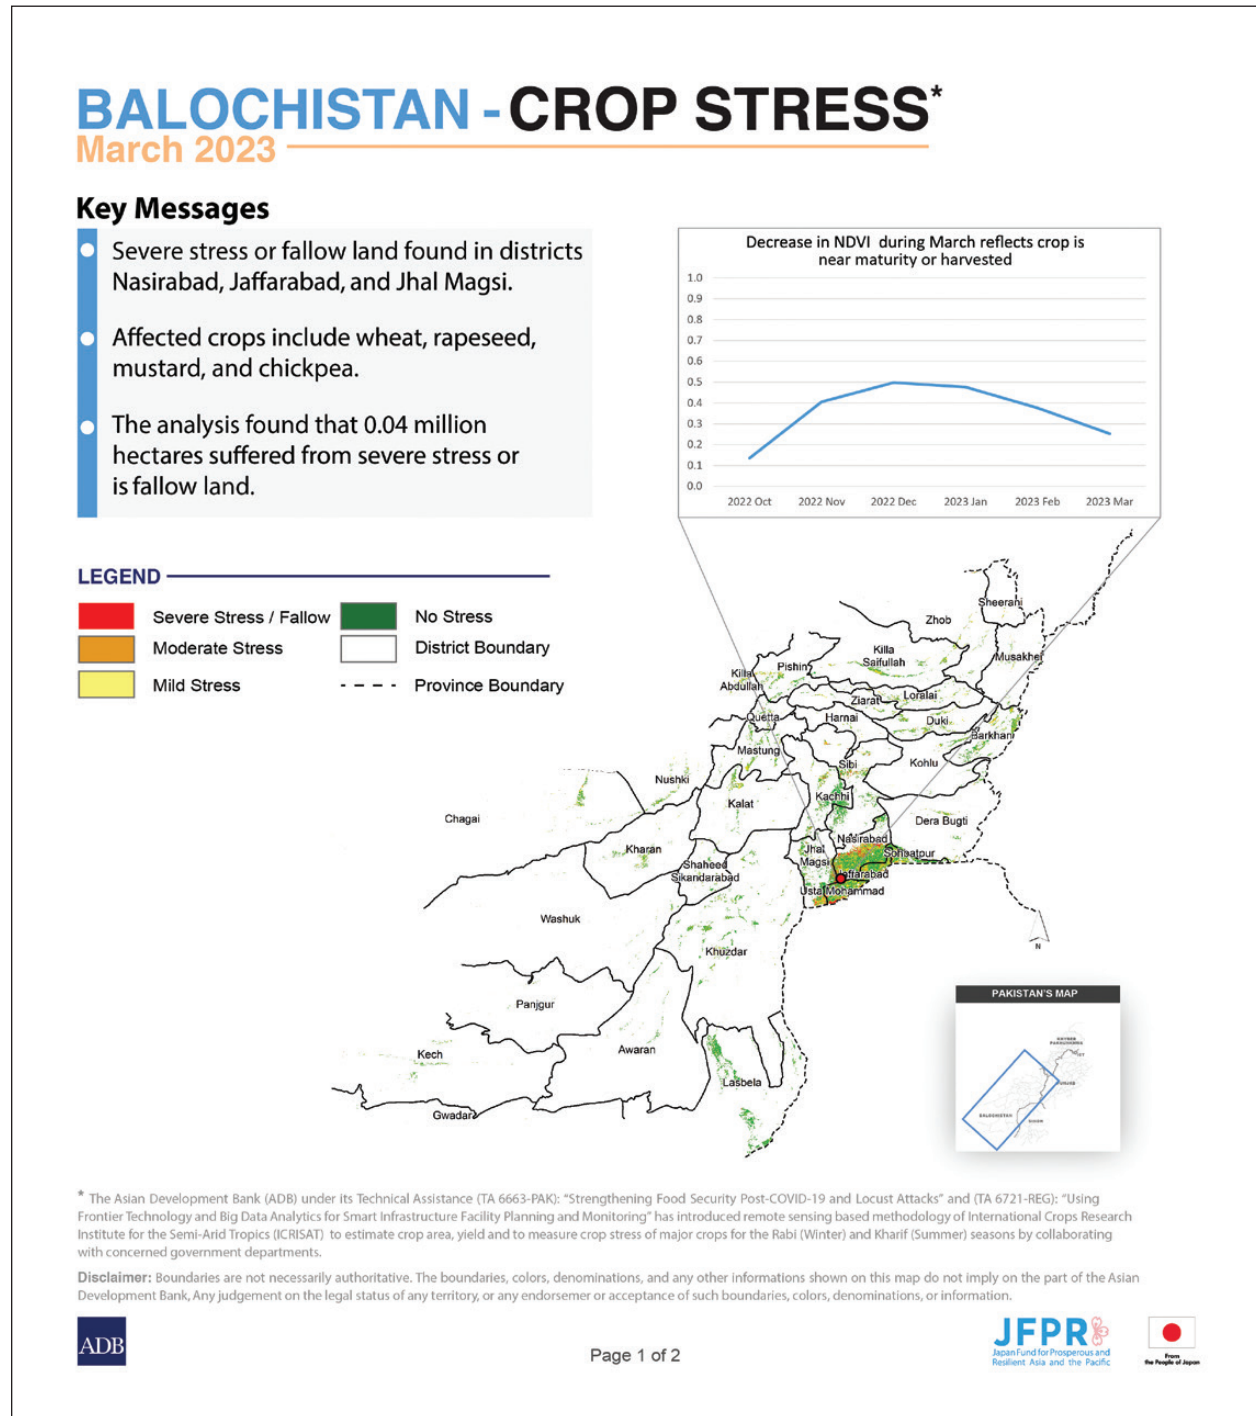 BALOCHISTAN - CROP STRESS*
March 2023
Key Messages
Severe stress or fallow land found in districts
Nasirabad, Jaffarabad, and Jhal Magsi.
Affected crops include wheat, rapeseed,
mustard, and chickpea.
The analysis found that 0.04 million
hectares suffered from severe stress or
is fallow land.
Decrease in NDVI during March reflects crop is
near maturity or harvested
1.0
0.9
0.8
0.7
0.6
0.5
0.4
0.3
0.2
0.1
0.0
2022 Oct 2022 Nov 2022 Dec 2023 Jan 2023 Feb 2023 Mar
LEGEND
Severe Stress / Fallow No Stress
Moderate Stress District Boundary
Mild Stress Province Boundary
Sheerani
Zhob
Killa
Saifullah
Musakhel
Pishin
Killa
Abdullah
Loralai
Ziarat
Quetta
Harnai
Duki
Barkhan
Mastung
Sibi
Kohlu
Nushki
Kachhi
Kalat
Chagai
Dera Bugti
Nasirabad
Kharan
Jhal
Magsi
Sohbatpur
Shaheed
Sikandarabad
Jaffarabad
Usta Mohammad
Washuk
Khuzdar
N
Panjgur
Kech
Awaran
Lasbela
Gwadar
PAKISTAN'S MAP
PUNJAB
BALOCHISTAN
SINDH
* The Asian Development Bank (ADB) under its Technical Assistance (TA 6663-PAK): "Strengthening Food Security Post-COVID-19 and Locust Attacks" and (TA 6721-REG): "Using
Frontier Technology and Big Data Analytics for Smart Infrastructure Facility Planning and Monitoring" has introduced remote sensing based methodology of International Crops Research
Institute for the Semi-Arid Tropics (ICRISAT) to estimate crop area, yield and to measure crop stress of major crops for the Rabi (Winter) and Kharif (Summer) seasons by collaborating
with concerned government departments.
Disclaimer: Boundaries are not necessarily authoritative. The boundaries, colors, denominations, and any other informations shown on this map do not imply on the part of the Asian
Development Bank, Any judgement on the legal status of any territory, or any endorsemer or acceptance of such boundaries, colors, denominations, or information.
ADB
Page 1 of 2
JFPR
Japan Fund for Prosperous and
Resilient Asia and the Pacific
From
the People of Japan